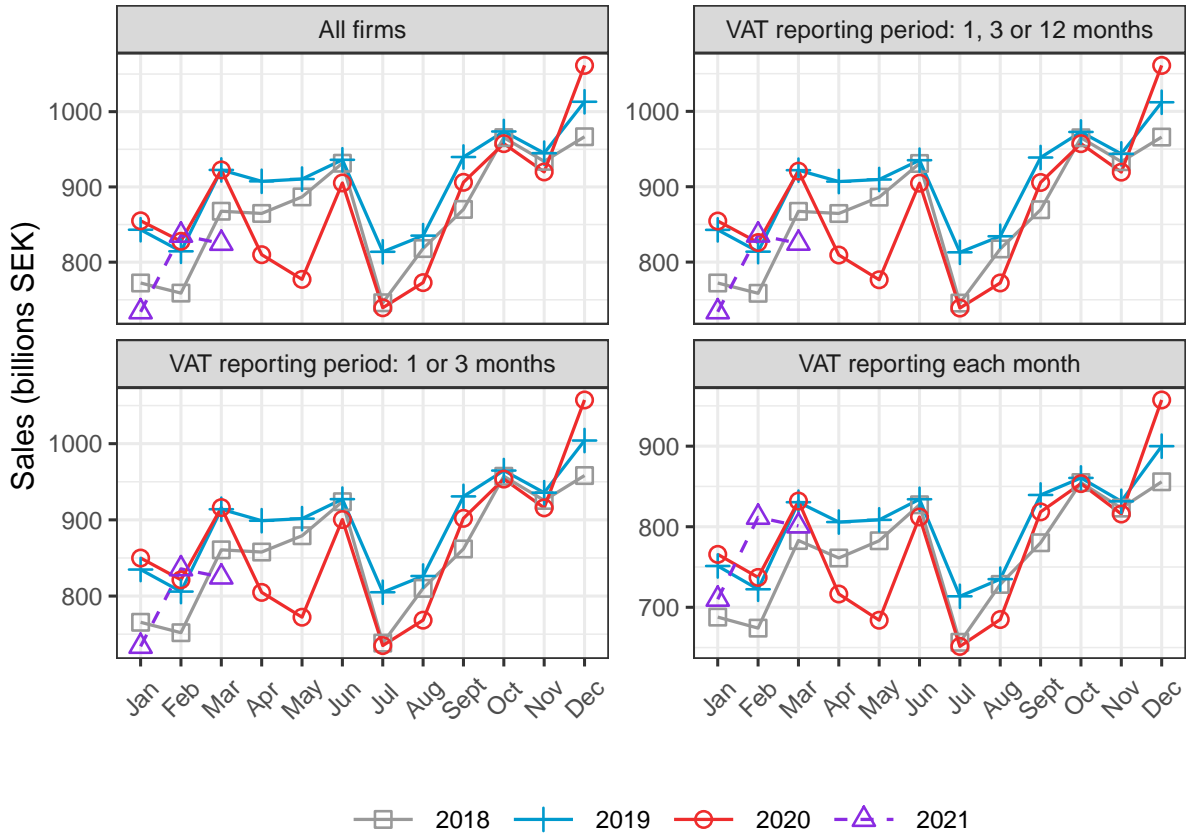 All firms
VAT reporting period: 1, 3 or 12 months
1000
900
800
1000
900
800
VAT reporting period: 1 or 3 months
VAT reporting each month
1000
900
800
900
800
700
Sales (billions SEK)
Jan Feb Mar Apr May Jun Jul Aug Sept Oct Nov Dec
Jan Feb Mar Apr May Jun Jul Aug Sept Oct Nov Dec
2018 2019 2020 2021